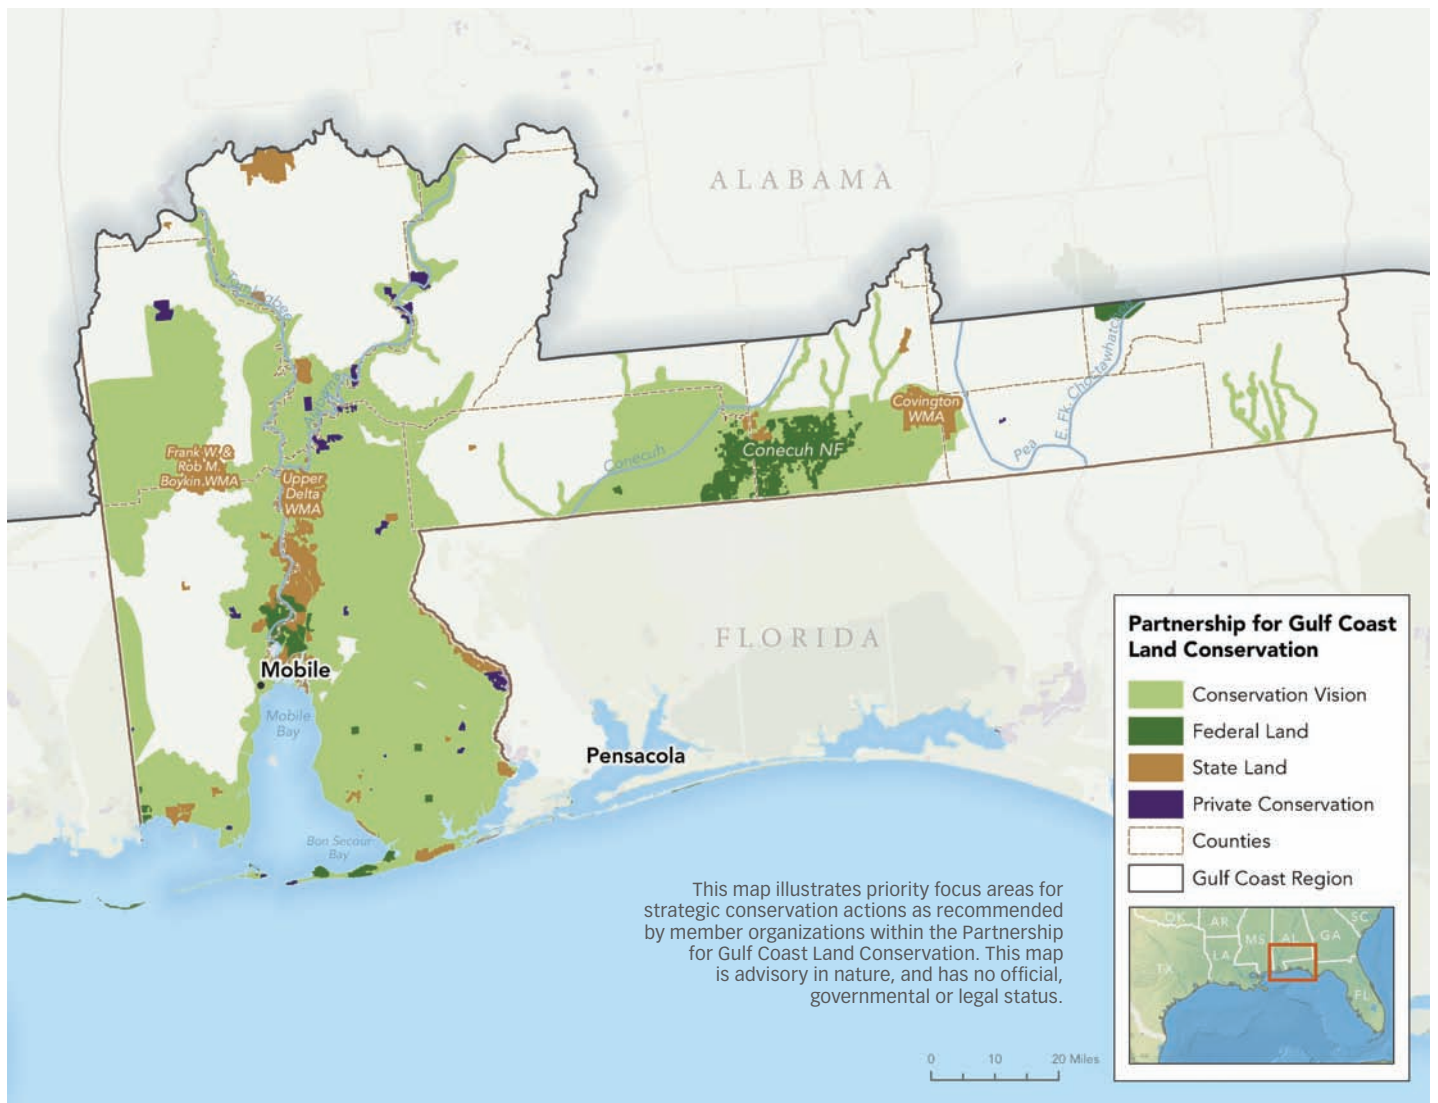 ALABAMA
Tombigbee
Alabama
Frank W. &
Rob M.
Boykin WMA
Upper
Delta
WMA
Conecuh
Conecuh NF
Covington
WMA
Pea
E. Fk. Choctawhatch
FLORIDA
Mobile
Mobile
Bay
Pensacola
Bon Secour
Bay
This map illustrates priority focus areas for
strategic conservation actions as recommended
by member organizations within the Partnership
for Gulf Coast Land Conservation. This map
is advisory in nature, and has no official,
governmental or legal status.
0 10 20 Miles
Partnership for Gulf Coast
Land Conservation
Conservation Vision
Federal Land
State Land
Private Conservation
Counties
Gulf Coast Region
OK AR SC
MS AL GA
TX LA
FL